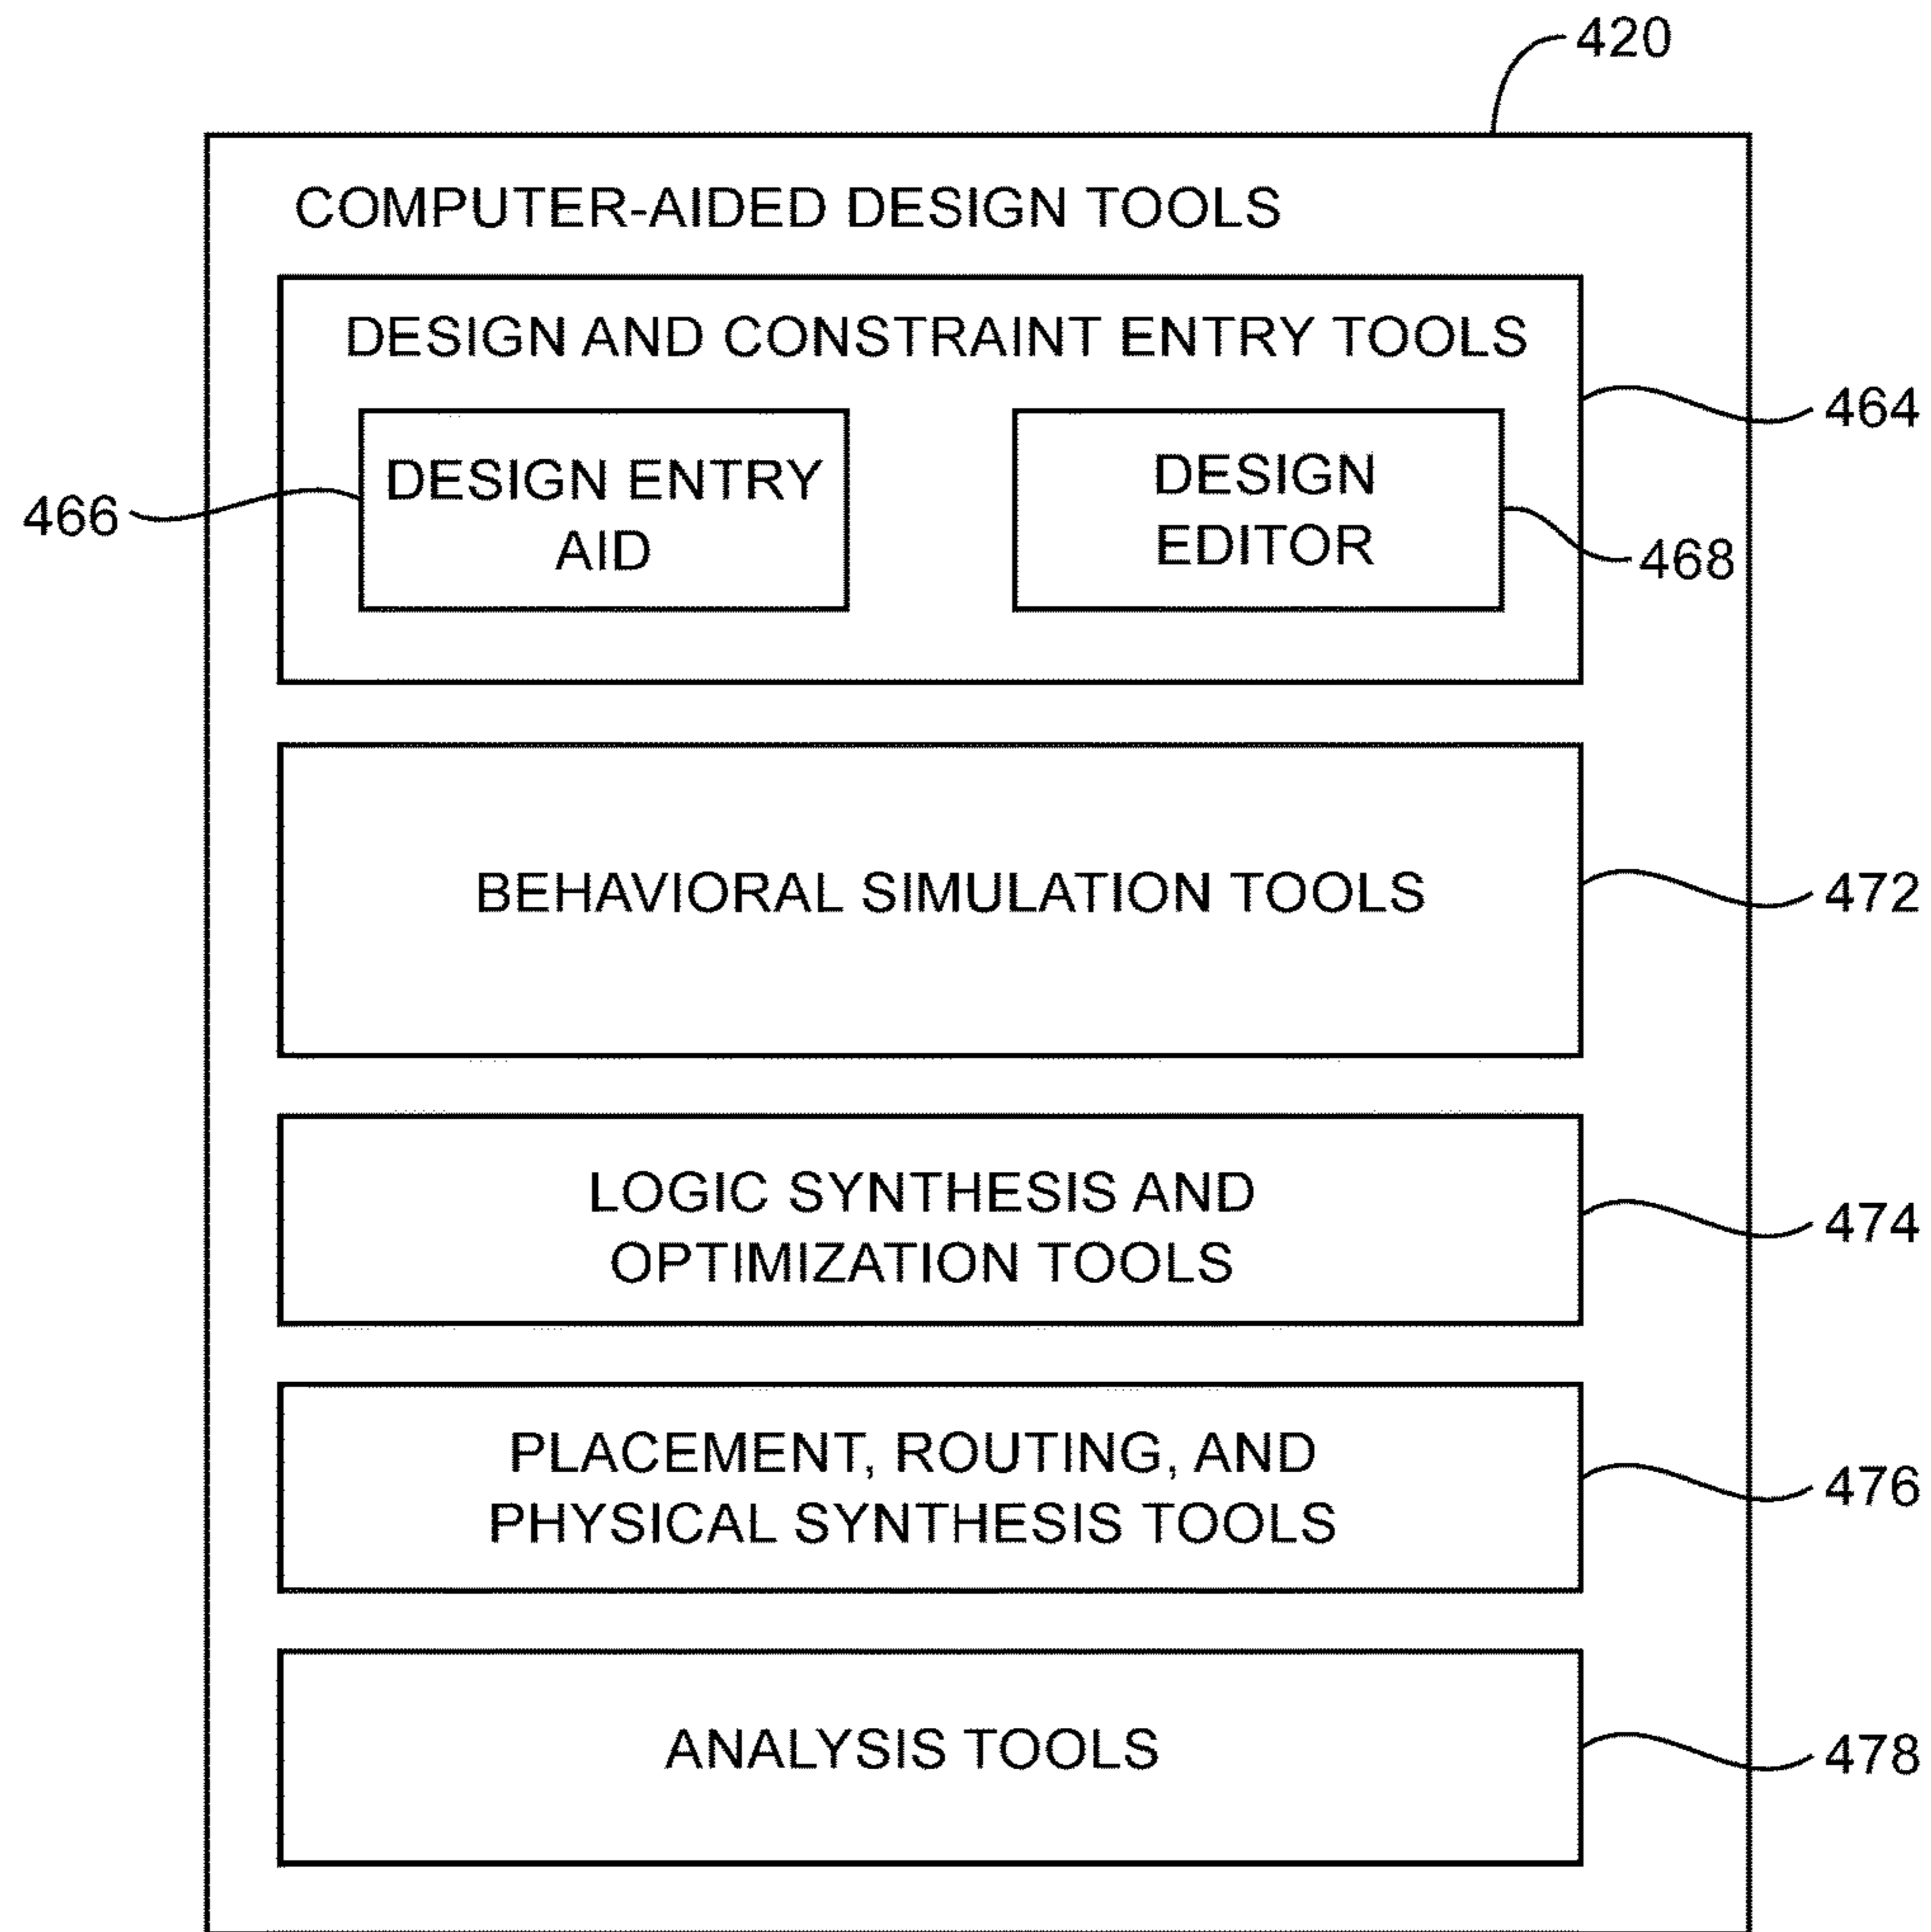 420
COMPUTER-AIDED DESIGN TOOLS
DESIGN AND CONSTRAINT ENTRY TOOLS
464
DESIGN ENTRY
AID
466
DESIGN
EDITOR
468
BEHAVIORAL SIMULATION TOOLS
472
LOGIC SYNTHESIS AND
OPTIMIZATION TOOLS
474
PLACEMENT, ROUTING, AND
PHYSICAL SYNTHESIS TOOLS
476
ANALYSIS TOOLS
478